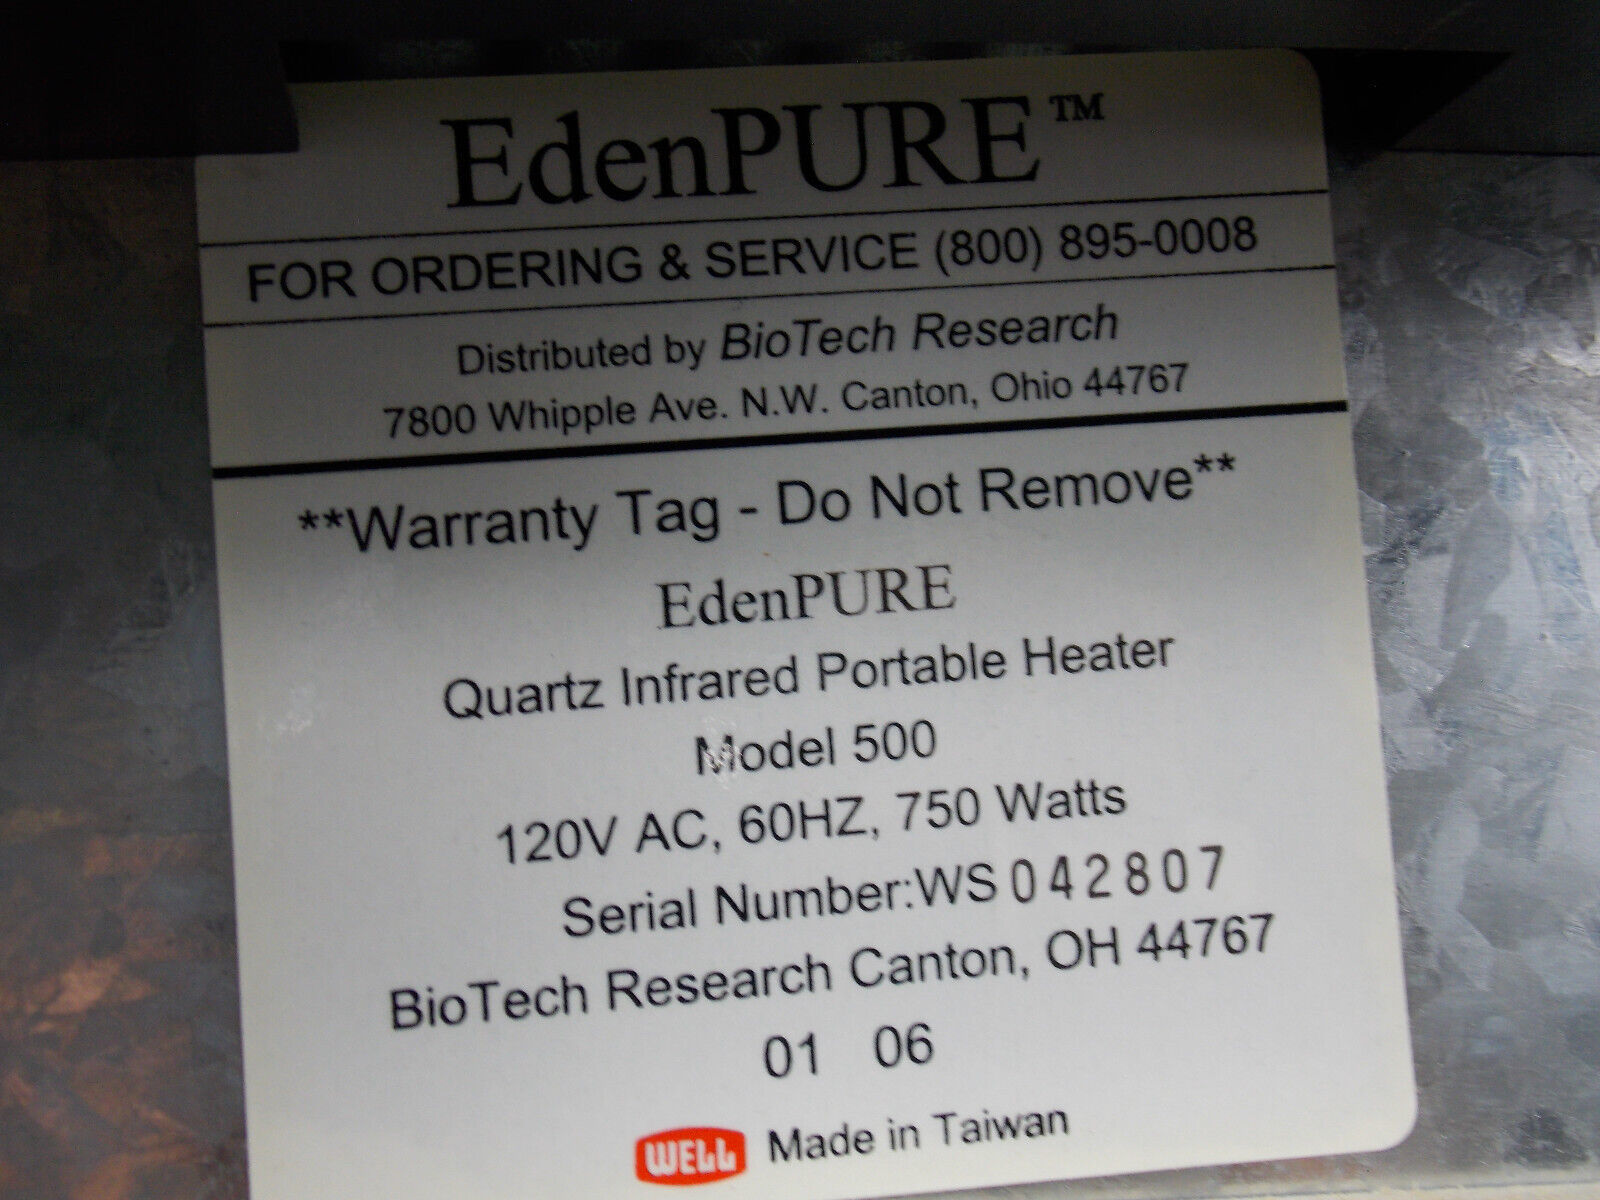 EdenPURE™
FOR ORDERING & SERVICE (800) 895-0008
Distributed by BioTech Research
7800 Whipple Ave. N.W. Canton, Ohio 44767
**Warranty Tag - Do Not Remove**
EdenPURE
Quartz Infrared Portable Heater
Model 500
120V AC, 60HZ, 750 Watts
Serial Number:WS042807
BioTech Research Canton, OH 44767
01 06
WELL Made in Taiwan